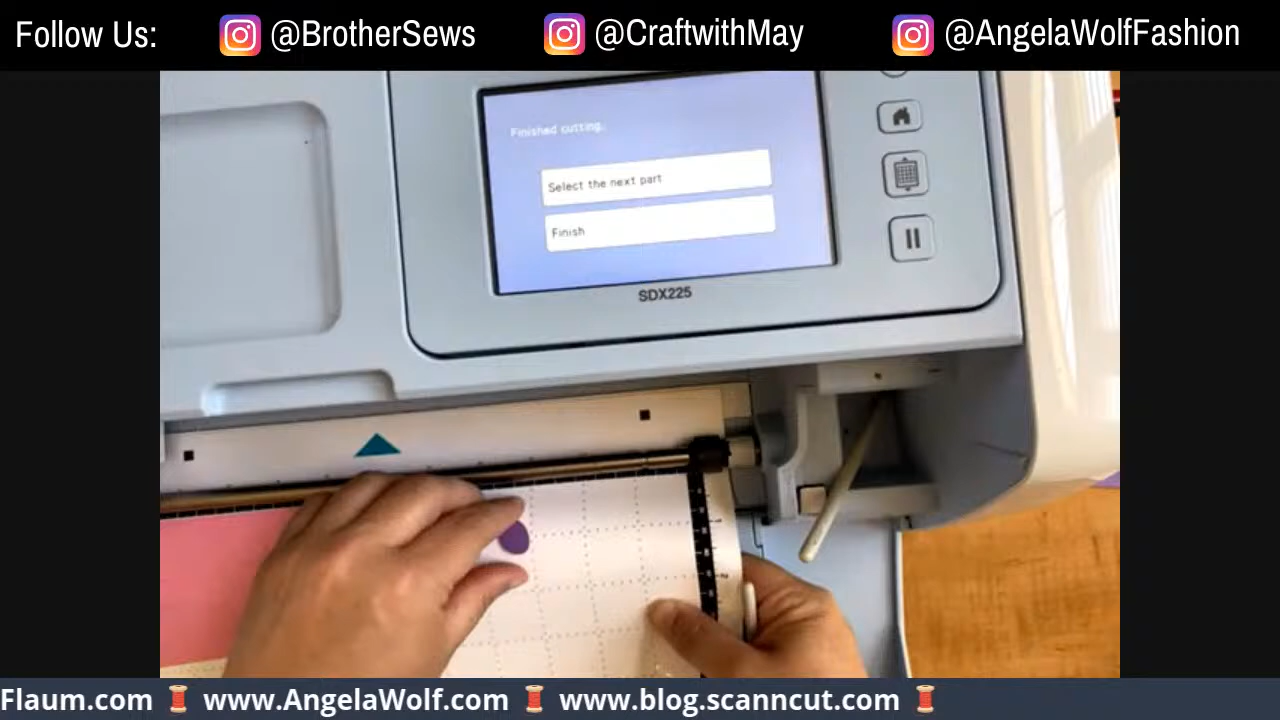 Follow Us: @BrotherSews @CraftwithMay @AngelaWolfFashion
Finished cutting.
Select the next part
Finish
SDX225
Flaum.com www.AngelaWolf.com www.blog.scanncut.com